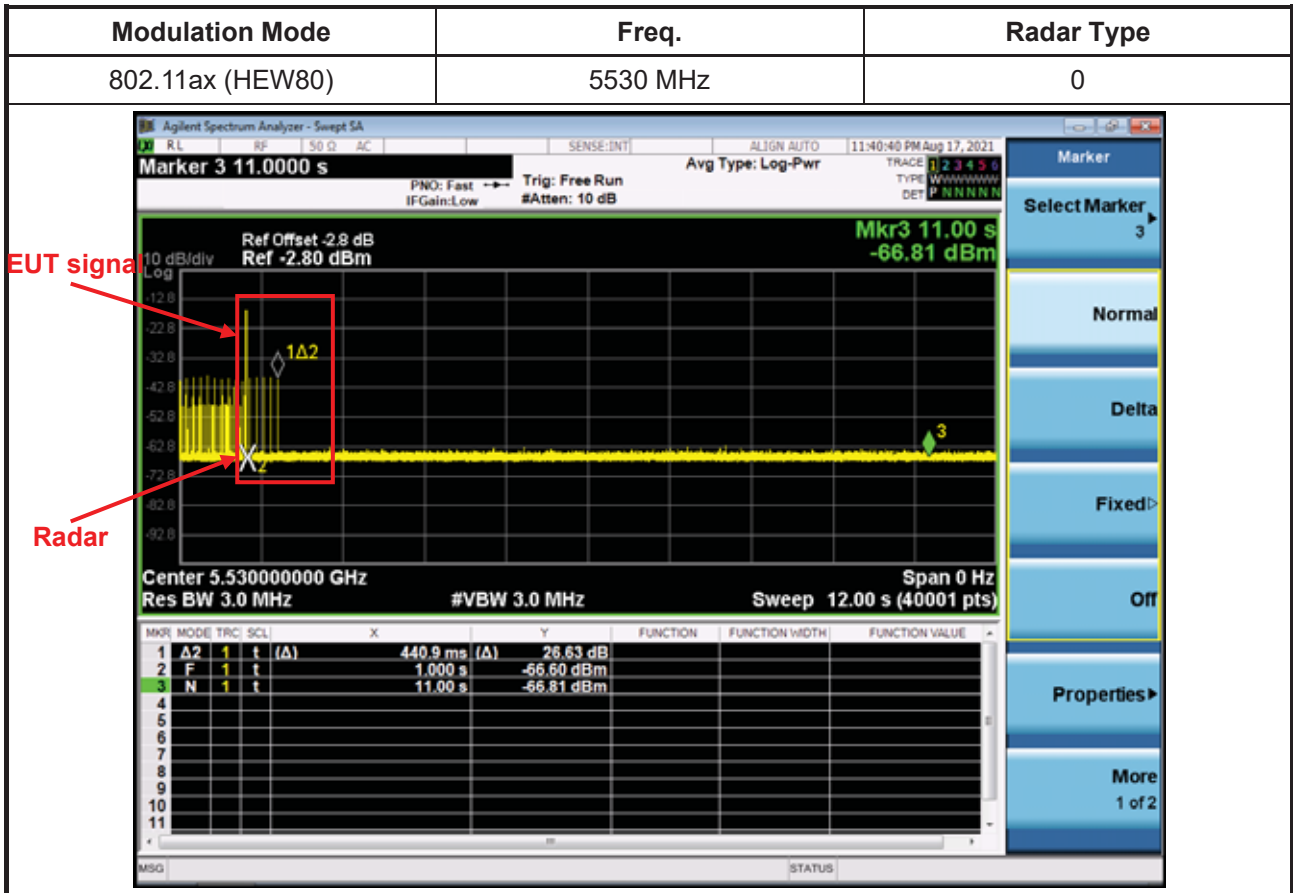 Modulation Mode Freq. Radar Type
802.11ax (HEW80) 5530 MHz 0
Agilent Spectrum Analyzer - Swept SA
RL RF 50 Ω AC SENSE:INT ALIGN AUTO 11:40:40 PM Aug 17, 2021
Marker 3 11.0000 s
PNO: Fast
IFGain:Low
Trig: Free Run
#Atten: 10 dB
Avg Type: Log-Pwr
TRACE 1 2 3 4 5 6
TYPE WWWWWW
DET P N N N N N
Mkr3 11.00 s
-66.81 dBm
Ref Offset -2.8 dB
10 dB/div Ref -2.80 dBm
Log
EUT signal
-12.8
-22.8
-32.8
-42.8
-52.8
-62.8
-72.8
-82.8
-92.8
1Δ2
X2
3
Radar
Center 5.530000000 GHz Span 0 Hz
Res BW 3.0 MHz #VBW 3.0 MHz Sweep 12.00 s (40001 pts)
MKR MODE TRC SCL X Y FUNCTION FUNCTION WIDTH FUNCTION VALUE
1 Δ2 1 t (Δ) 440.9 ms (Δ) 26.63 dB
2 F 1 t 1.000 s -66.60 dBm
3 N 1 t 11.00 s -66.81 dBm
4
5
6
7
8
9
10
11
MSG STATUS
Marker
Select Marker
3
Normal
Delta
Fixed
Off
Properties
More
1 of 2